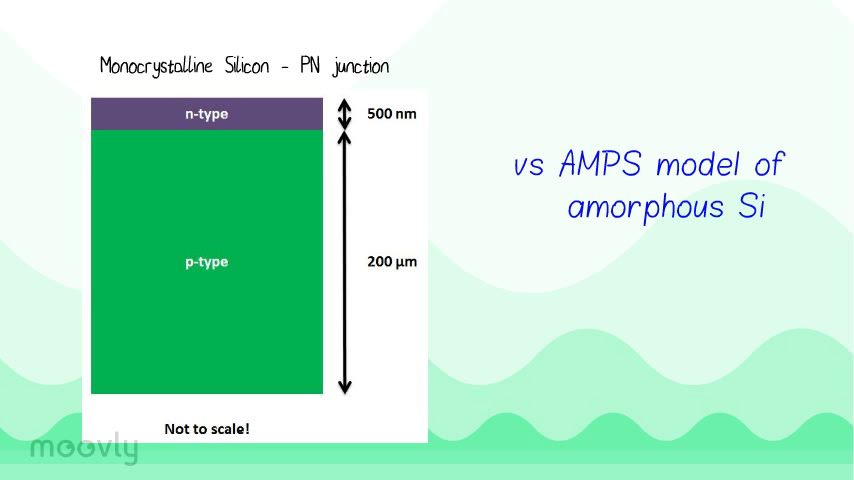 Monocrystalline Silicon - PN junction
n-type
500 nm
vs AMPS model of
amorphous Si
p-type
200 µm
Not to scale!
moovly